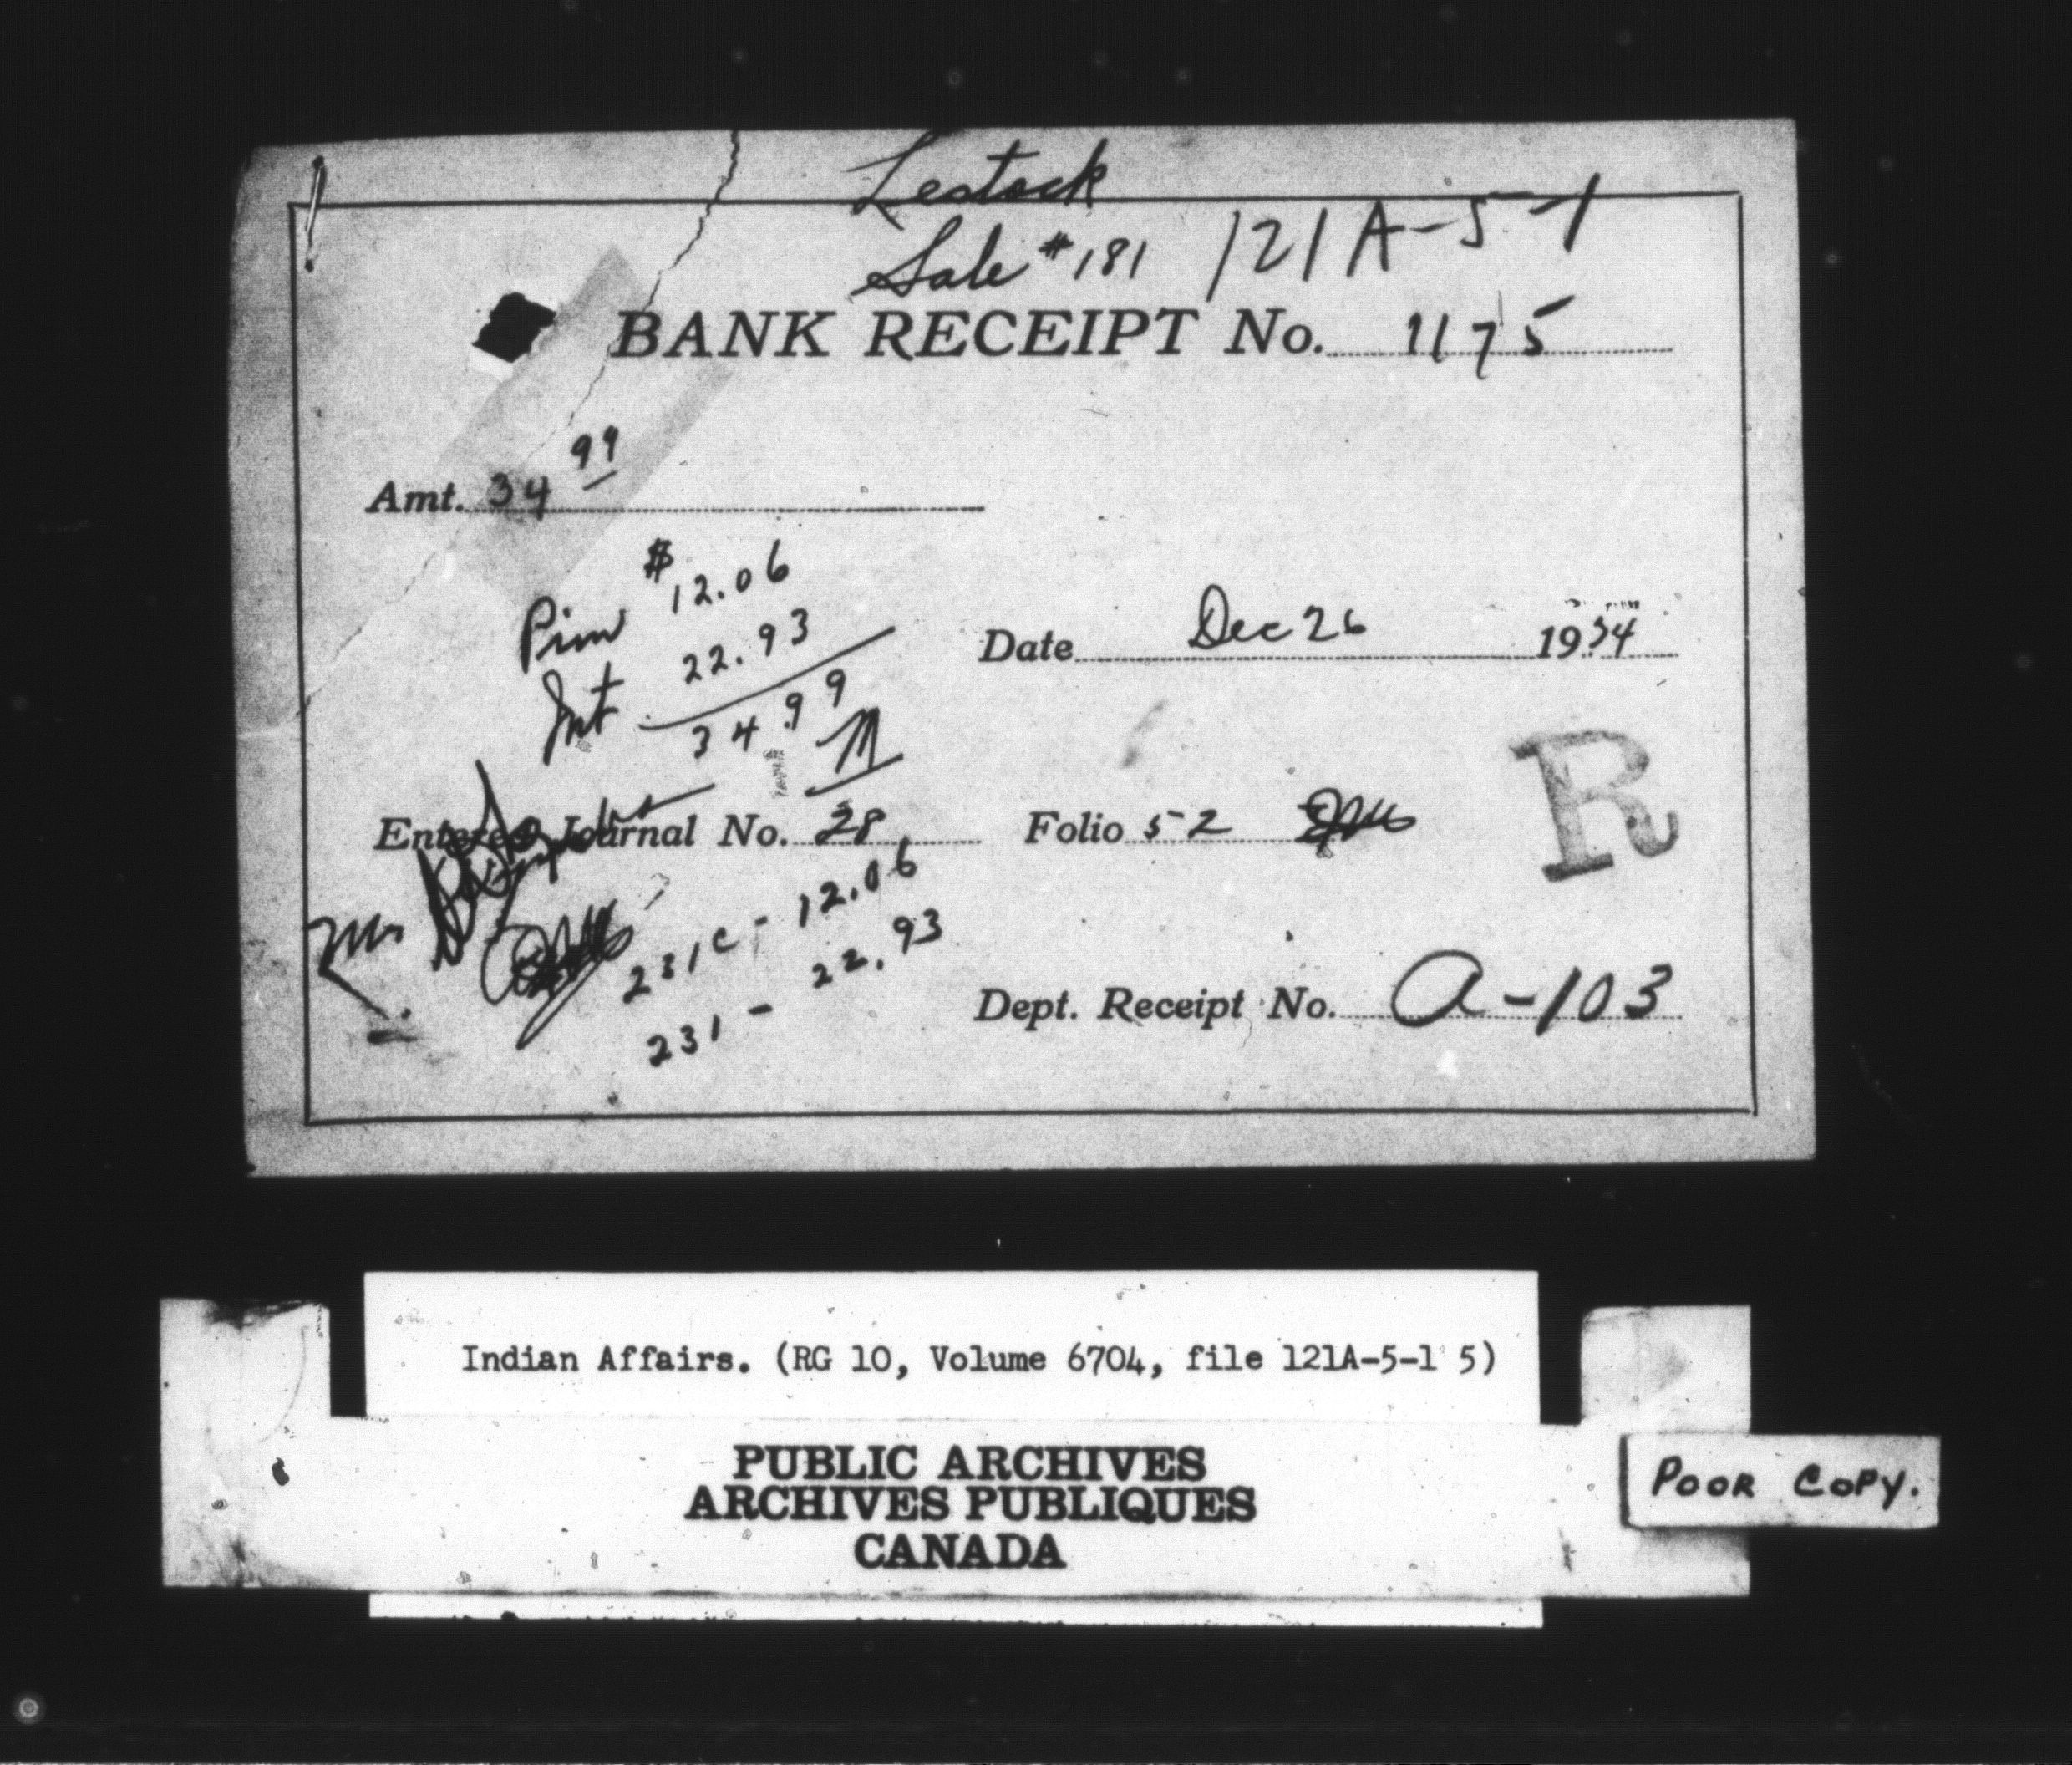 Lestock
Sale #181 121A-5-1
BANK RECEIPT No. 1175
Amt. 34 99
Prin $12.06
Int 22.93
34 99
Date Dec 26 1934
R
Entered Journal No. 28 Folio 52
Mr
231c - 12.06
231 - 22.93
Dept. Receipt No. A-103
Indian Affairs. (RG 10, Volume 6704, file 121A-5-1 5)
PUBLIC ARCHIVES
ARCHIVES PUBLIQUES
CANADA
POOR COPY.